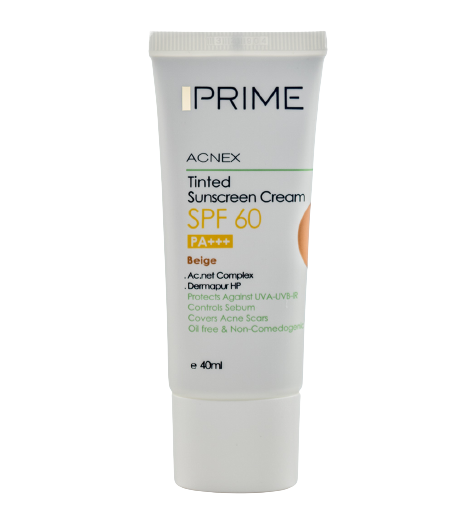 PRIME
ACNEX
Tinted
Sunscreen Cream
SPF 60
PA+++
Beige
.Ac.net Complex
.Dermapur HP
Protects Against UVA-UVB-IR
Controls Sebum
Covers Acne Scars
Oil free & Non-Comedogenic
e 40ml